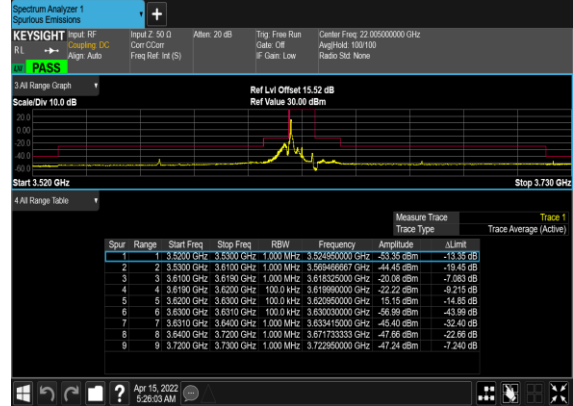 Spectrum Analyzer 1
Spurious Emissions
KEYSIGHT Input: RF Input Z: 50 Ω Atten: 20 dB Trig: Free Run Center Freq: 22.005000000 GHz
RL Coupling: DC Corr CCorr Gate: Off Avg|Hold: 100/100
Align: Auto Freq Ref: Int (S) IF Gain: Low Radio Std: None
PASS
3 All Range Graph
Ref Lvl Offset 15.52 dB
Scale/Div 10.0 dB Ref Value 30.00 dBm
20.0
0.00
-20.0
-40.0
-60.0
Start 3.520 GHz Stop 3.730 GHz
4 All Range Table
Measure Trace Trace 1
Trace Type Trace Average (Active)
Spur Range Start Freq Stop Freq RBW Frequency Amplitude ΔLimit
1 1 3.5200 GHz 3.5300 GHz 1.000 MHz 3.524950000 GHz -53.35 dBm -13.35 dB
2 2 3.5300 GHz 3.6100 GHz 1.000 MHz 3.569466667 GHz -44.45 dBm -19.45 dB
3 3 3.6100 GHz 3.6190 GHz 1.000 MHz 3.618325000 GHz -20.08 dBm -7.083 dB
4 4 3.6190 GHz 3.6200 GHz 100.0 kHz 3.619990000 GHz -22.22 dBm -9.215 dB
5 5 3.6200 GHz 3.6300 GHz 100.0 kHz 3.620950000 GHz 15.15 dBm -14.85 dB
6 6 3.6300 GHz 3.6310 GHz 100.0 kHz 3.630030000 GHz -56.99 dBm -43.99 dB
7 7 3.6310 GHz 3.6400 GHz 1.000 MHz 3.633415000 GHz -45.40 dBm -32.40 dB
8 8 3.6400 GHz 3.7200 GHz 1.000 MHz 3.671733333 GHz -47.66 dBm -22.66 dB
9 9 3.7200 GHz 3.7300 GHz 1.000 MHz 3.722950000 GHz -47.24 dBm -7.240 dB
? Apr 15, 2022
5:26:03 AM